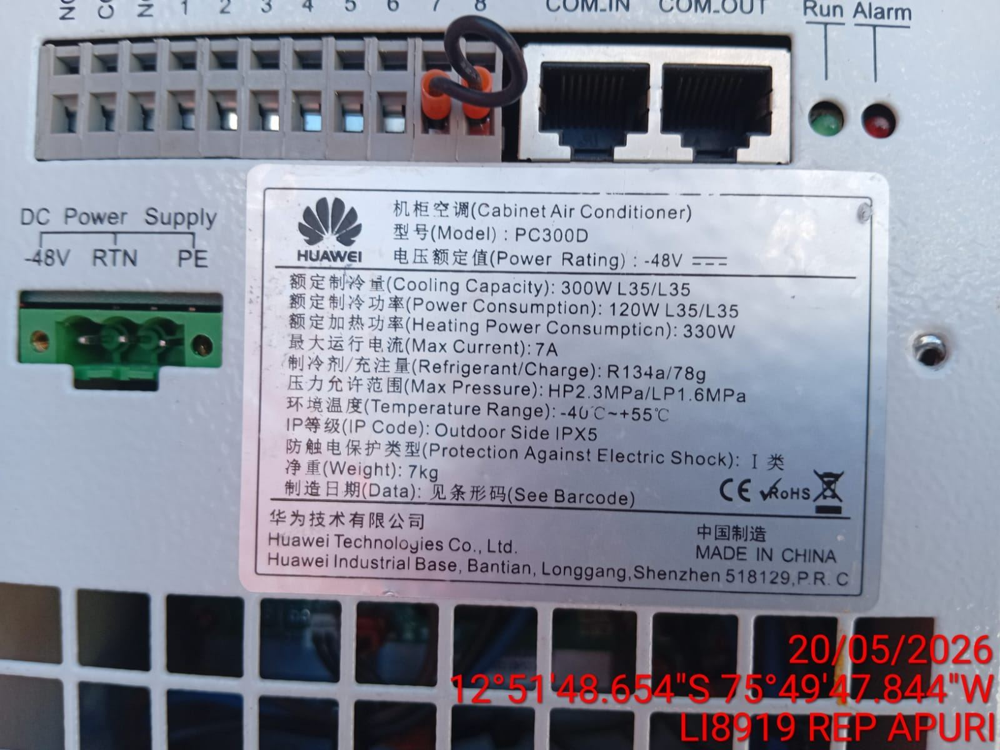 1 2 3 4 5 6 7 8 COM-IN COM-OUT Run Alarm
DC Power Supply
-48V RTN PE
HUAWEI
机柜空调(Cabinet Air Conditioner)
型号(Model) : PC300D
电压额定值(Power Rating) : -48V
额定制冷量(Cooling Capacity): 300W L35/L35
额定制冷功率(Power Consumption): 120W L35/L35
额定加热功率(Heating Power Consumption): 330W
最大运行电流(Max Current): 7A
制冷剂/充注量(Refrigerant/Charge): R134a/78g
压力允许范围(Max Pressure): HP2.3MPa/LP1.6MPa
环境温度(Temperature Range): -40℃~+55℃
IP等级(IP Code): Outdoor Side IPX5
防触电保护类型(Protection Against Electric Shock): I 类
净重(Weight): 7kg
制造日期(Data): 见条形码(See Barcode)
CE RoHS
华为技术有限公司
Huawei Technologies Co., Ltd.
Huawei Industrial Base, Bantian, Longgang,Shenzhen 518129,P.R. C
中国制造
MADE IN CHINA
20/05/2026
12°51'48.654"S 75°49'47.844"W
LI8919 REP APURI